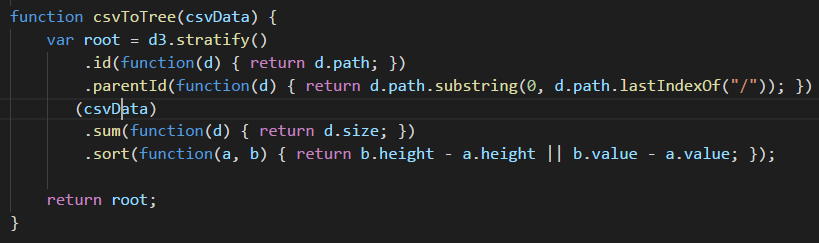 function csvToTree(csvData) {
    var root = d3.stratify()
        .id(function(d) { return d.path; })
        .parentId(function(d) { return d.path.substring(0, d.path.lastIndexOf("/")); })
       (csvData)
        .sum(function(d) { return d.size; })
        .sort(function(a, b) { return b.height - a.height || b.value - a.value; });

    return root;
}